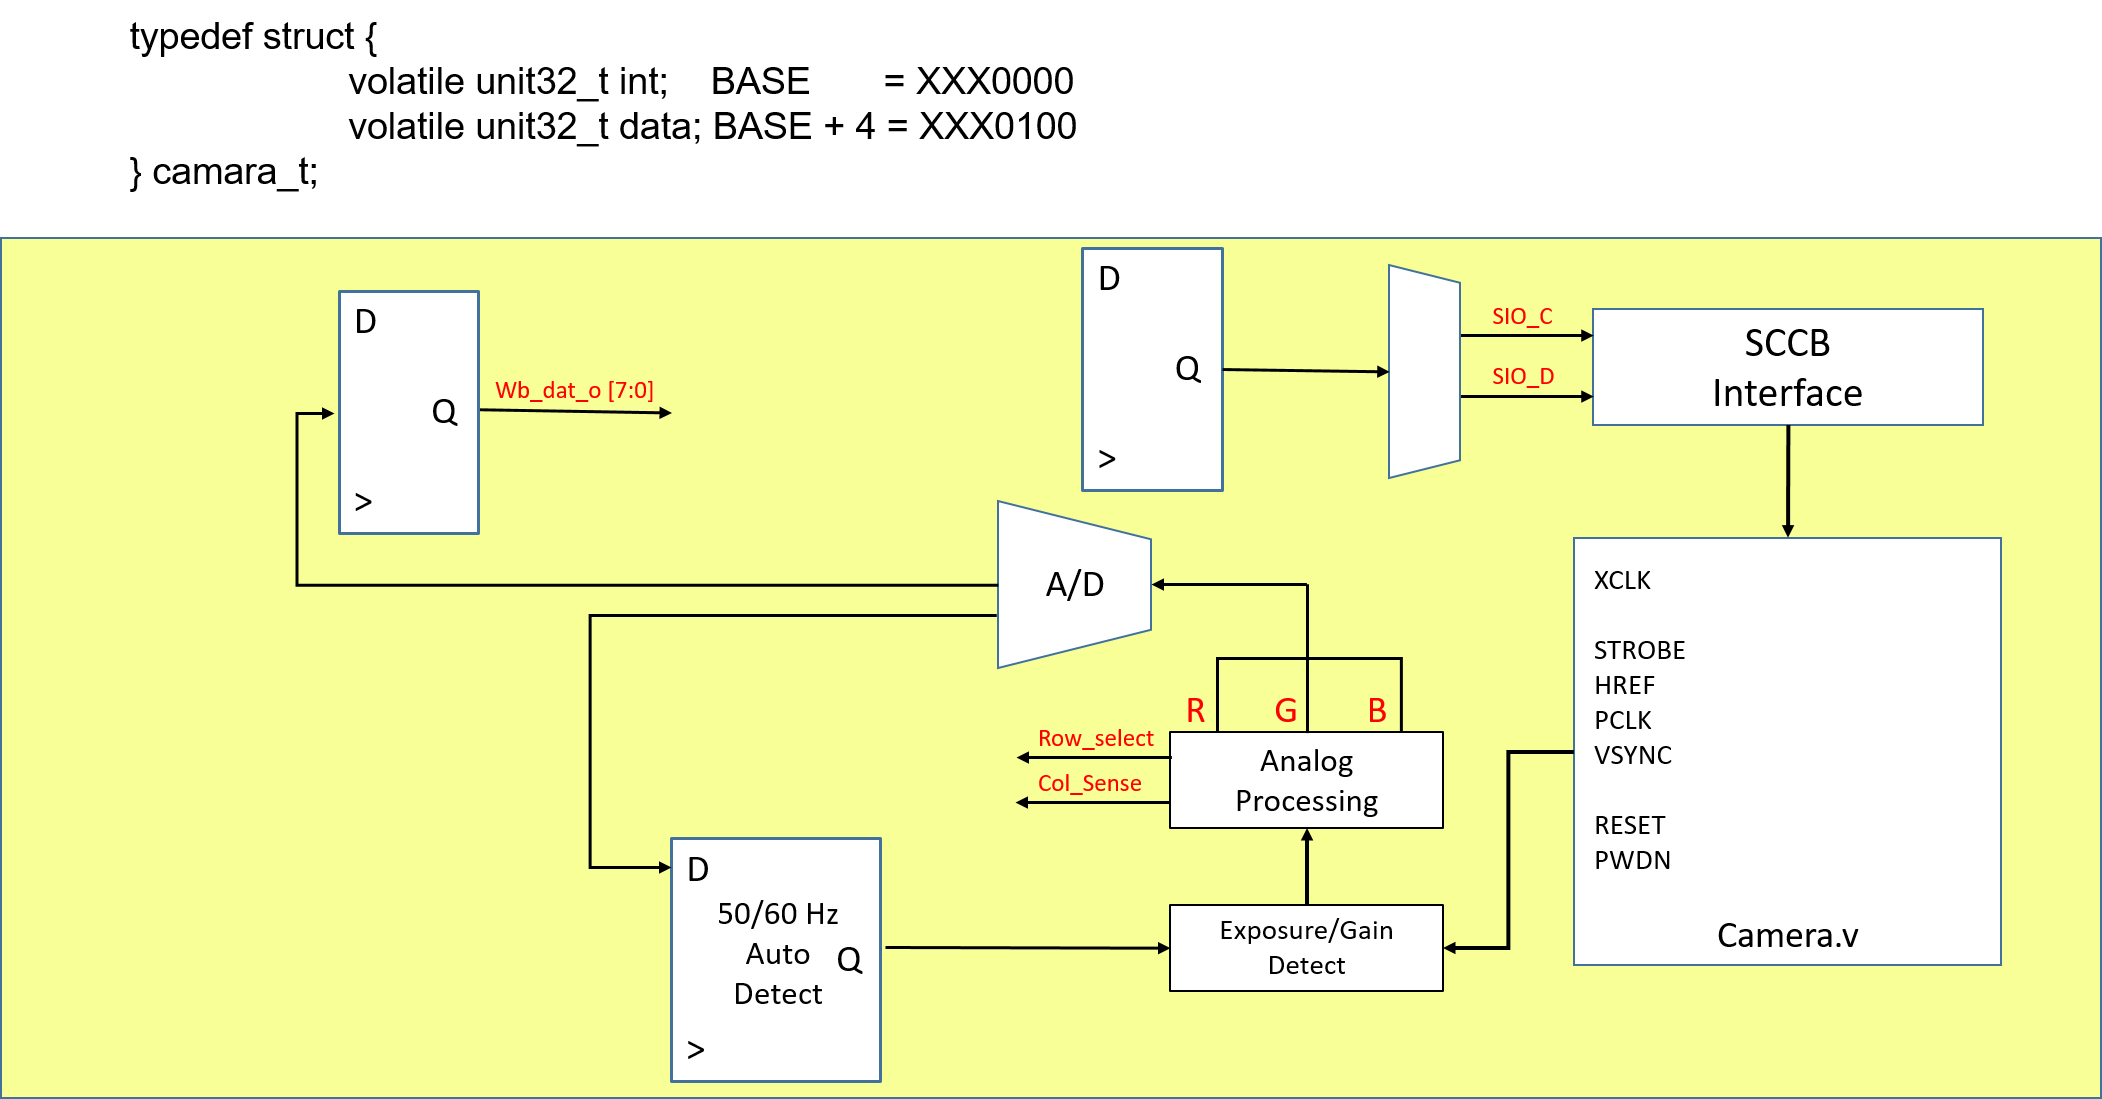 typedef struct {
volatile unit32_t int; BASE = XXX0000
volatile unit32_t data; BASE + 4 = XXX0100
} camara_t;
D
Q
>
Wb_dat_o [7:0]
D
Q
>
SIO_C
SIO_D
SCCB
Interface
A/D
R G B
Row_select
Col_Sense
Analog
Processing
XCLK
STROBE
HREF
PCLK
VSYNC
RESET
PWDN
Camera.v
D
50/60 Hz
Auto
Detect
Q
>
Exposure/Gain
Detect